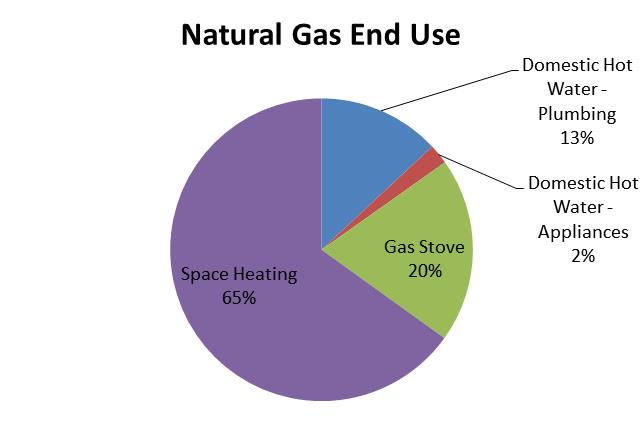 Natural Gas End Use
Domestic Hot
Water -
Plumbing
13%
Domestic Hot
Water -
Appliances
2%
Gas Stove
20%
Space Heating
65%